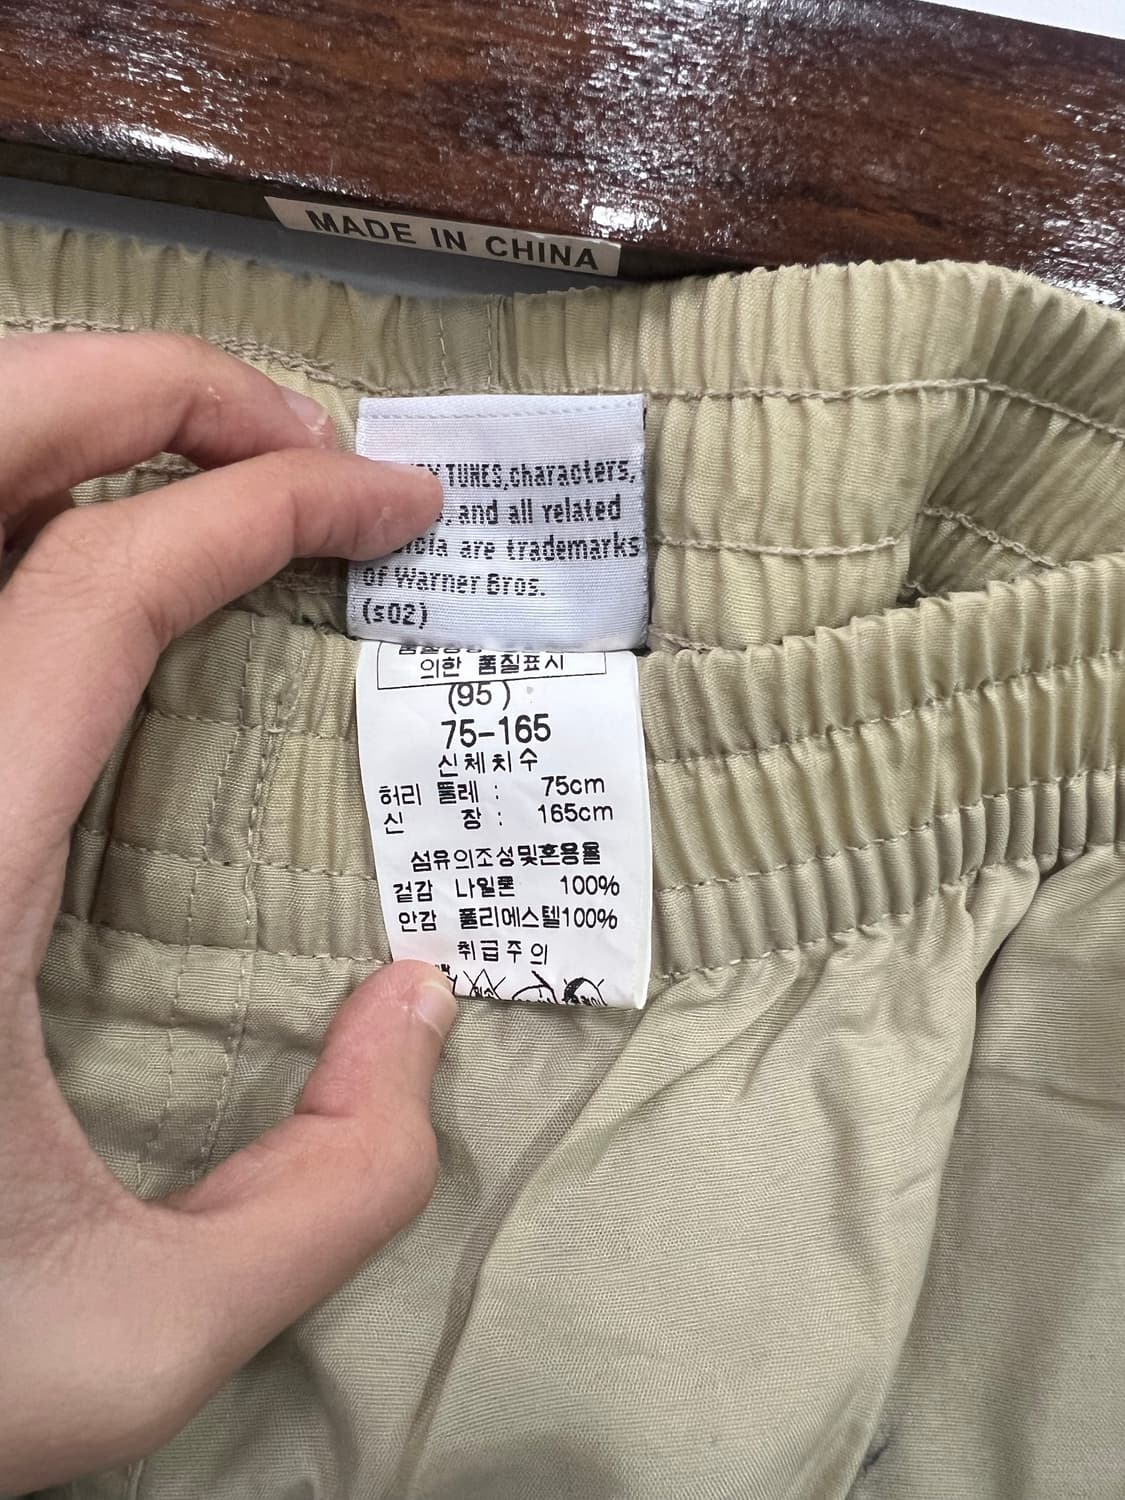 MADE IN CHINA
TUNES, characters,
, and all related
are trademarks
of Warner Bros.
(s02)
의한 품질표시
(95)
75-165
신체치수
허리 둘레 : 75cm
신 장 : 165cm
섬유의조성및혼용율
겉감 나일론 100%
안감 폴리에스텔100%
취급주의